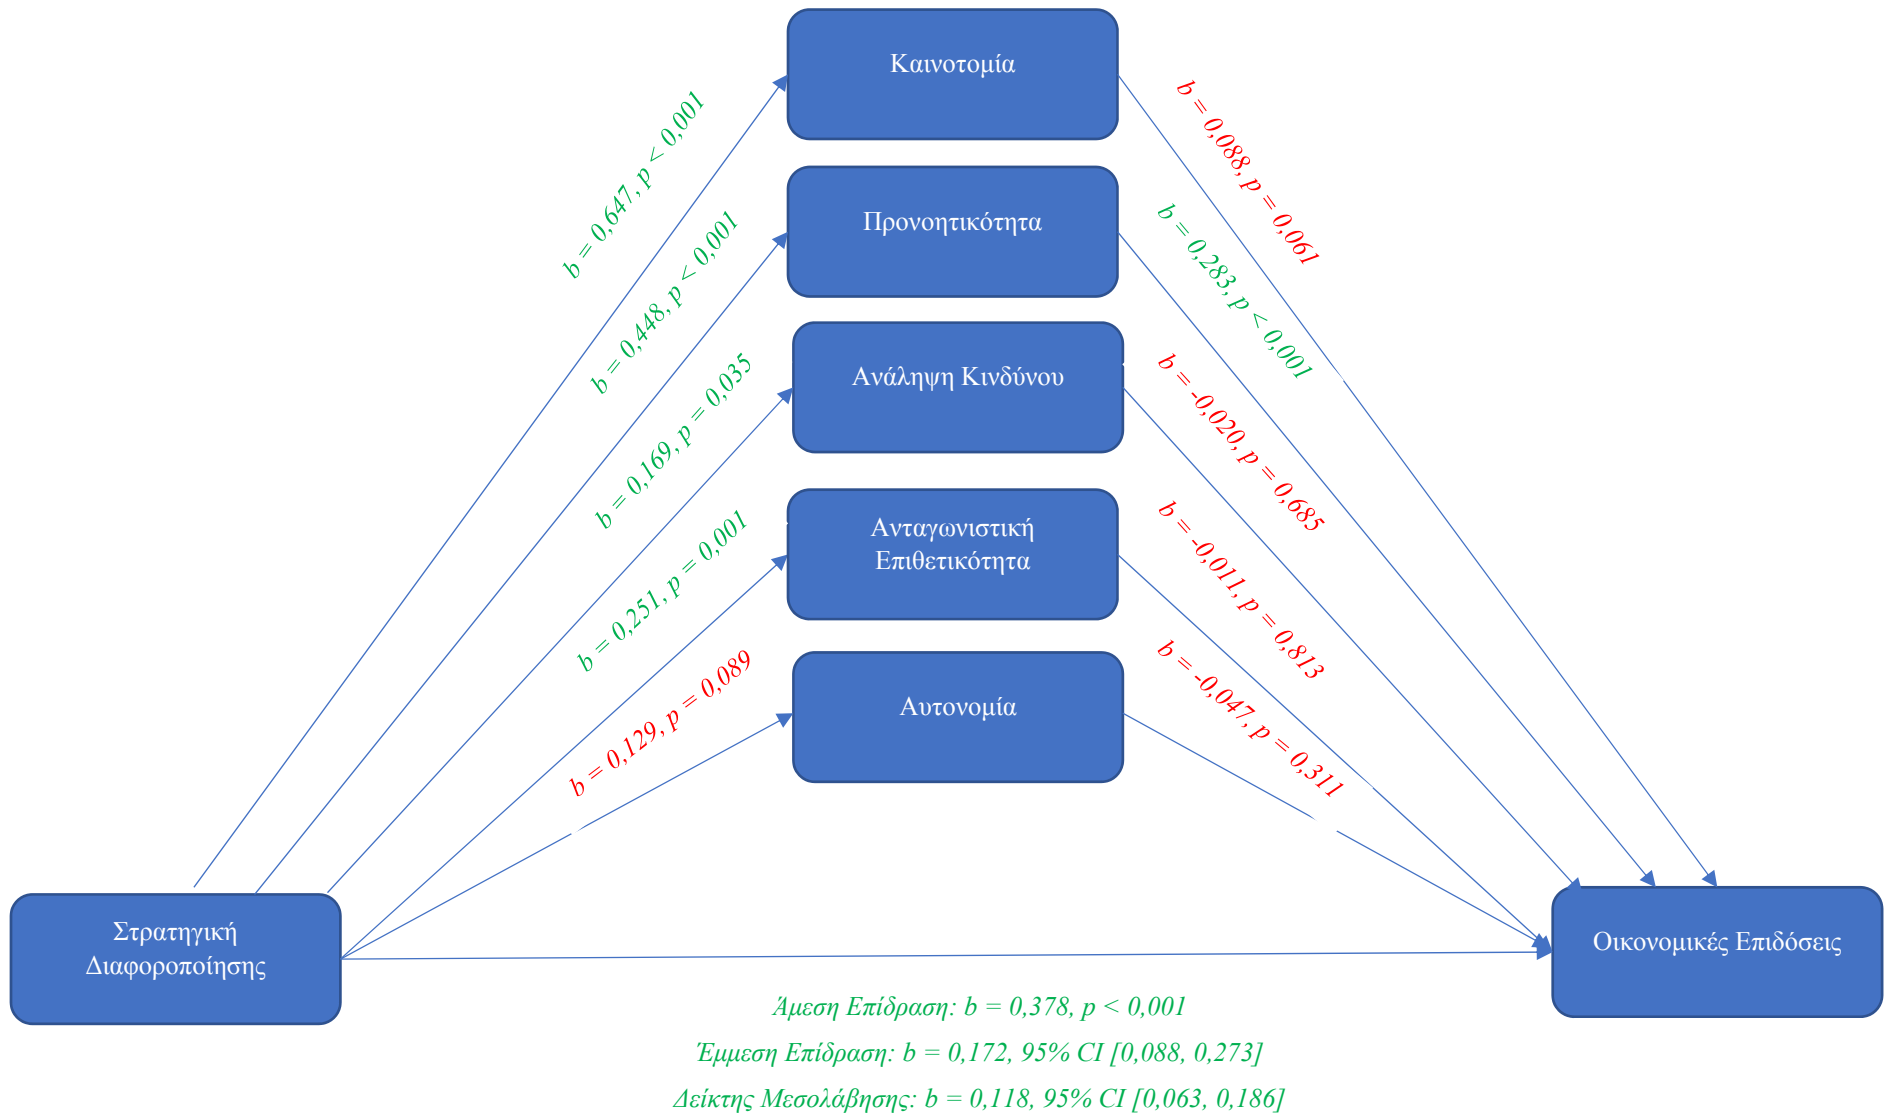 Καινοτομία
b = 0,647, p < 0,001
b = 0,088, p = 0,061
Προνοητικότητα
b = 0,448, p < 0,001
b = 0,283, p < 0,001
Ανάληψη Κινδύνου
b = 0,169, p = 0,035
b = -0,020, p = 0,685
Ανταγωνιστική
Επιθετικότητα
b = 0,251, p = 0,001
b = -0,011, p = 0,813
Αυτονομία
b = 0,129, p = 0,089
b = -0,047, p = 0,311
Στρατηγική
Διαφοροποίησης
Οικονομικές Επιδόσεις
Άμεση Επίδραση: b = 0,378, p < 0,001
Έμμεση Επίδραση: b = 0,172, 95% CI [0,088, 0,273]
Δείκτης Μεσολάβησης: b = 0,118, 95% CI [0,063, 0,186]